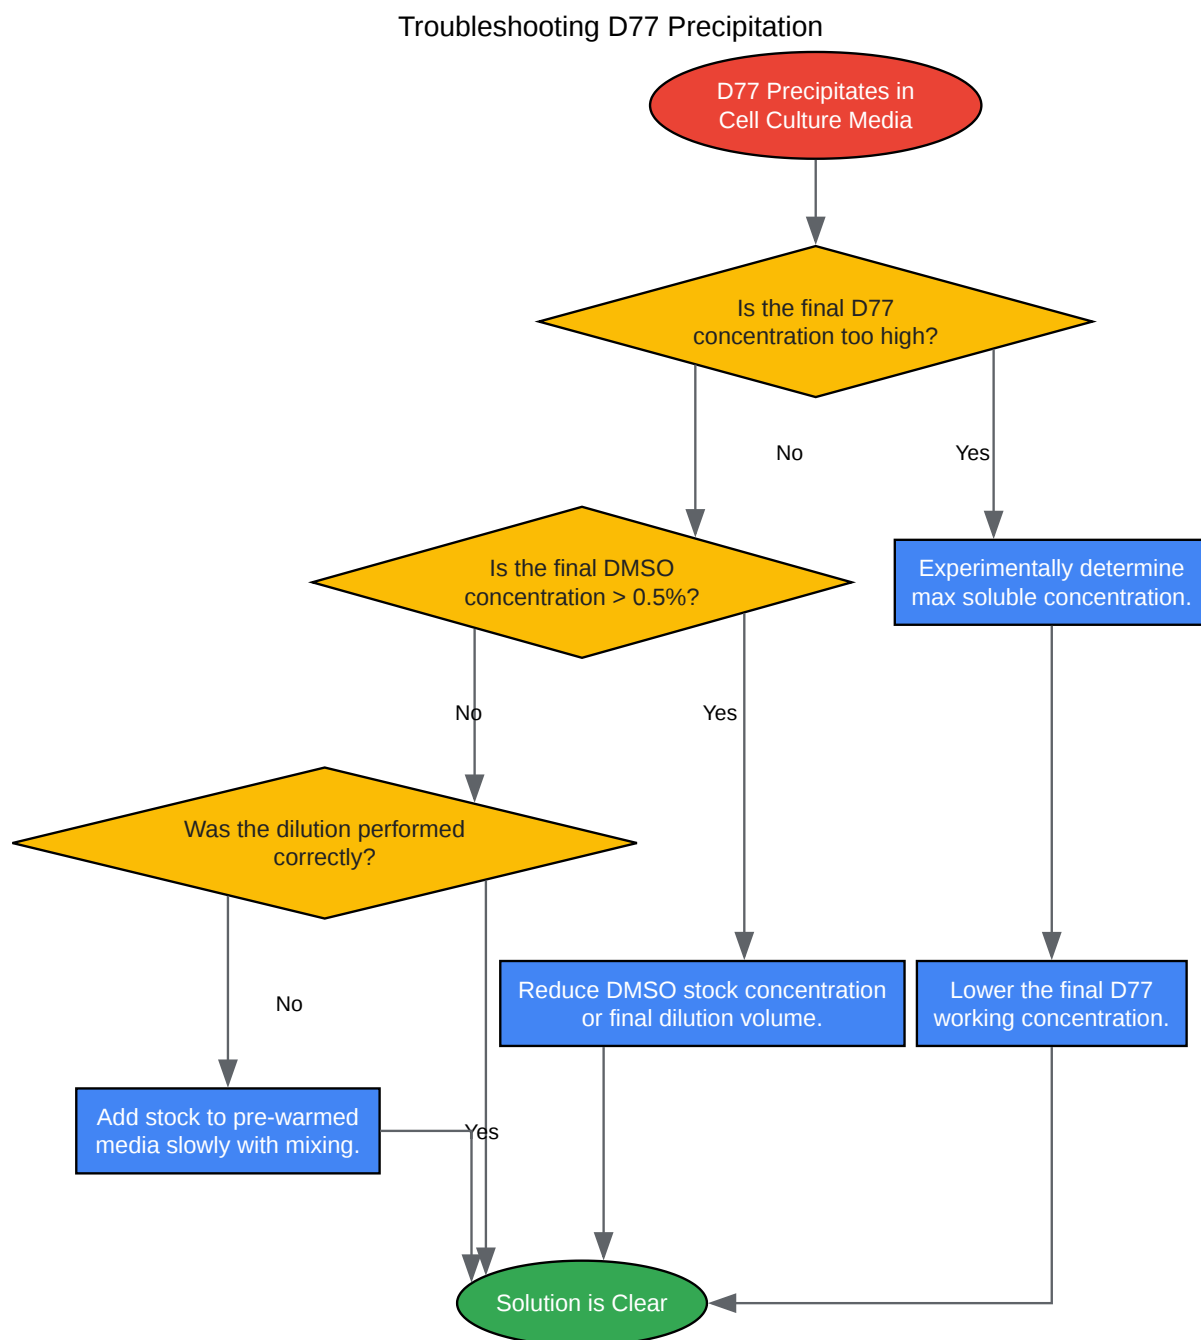 Troubleshooting D77 Precipitation
D77 Precipitates in
Cell Culture Media
Is the final D77
concentration too high?
No
Yes
Is the final DMSO
concentration > 0.5%?
Experimentally determine
max soluble concentration.
No
Yes
Was the dilution performed
correctly?
Reduce DMSO stock concentration
or final dilution volume.
Lower the final D77
working concentration.
No
Add stock to pre-warmed
media slowly with mixing.
Yes
Solution is Clear